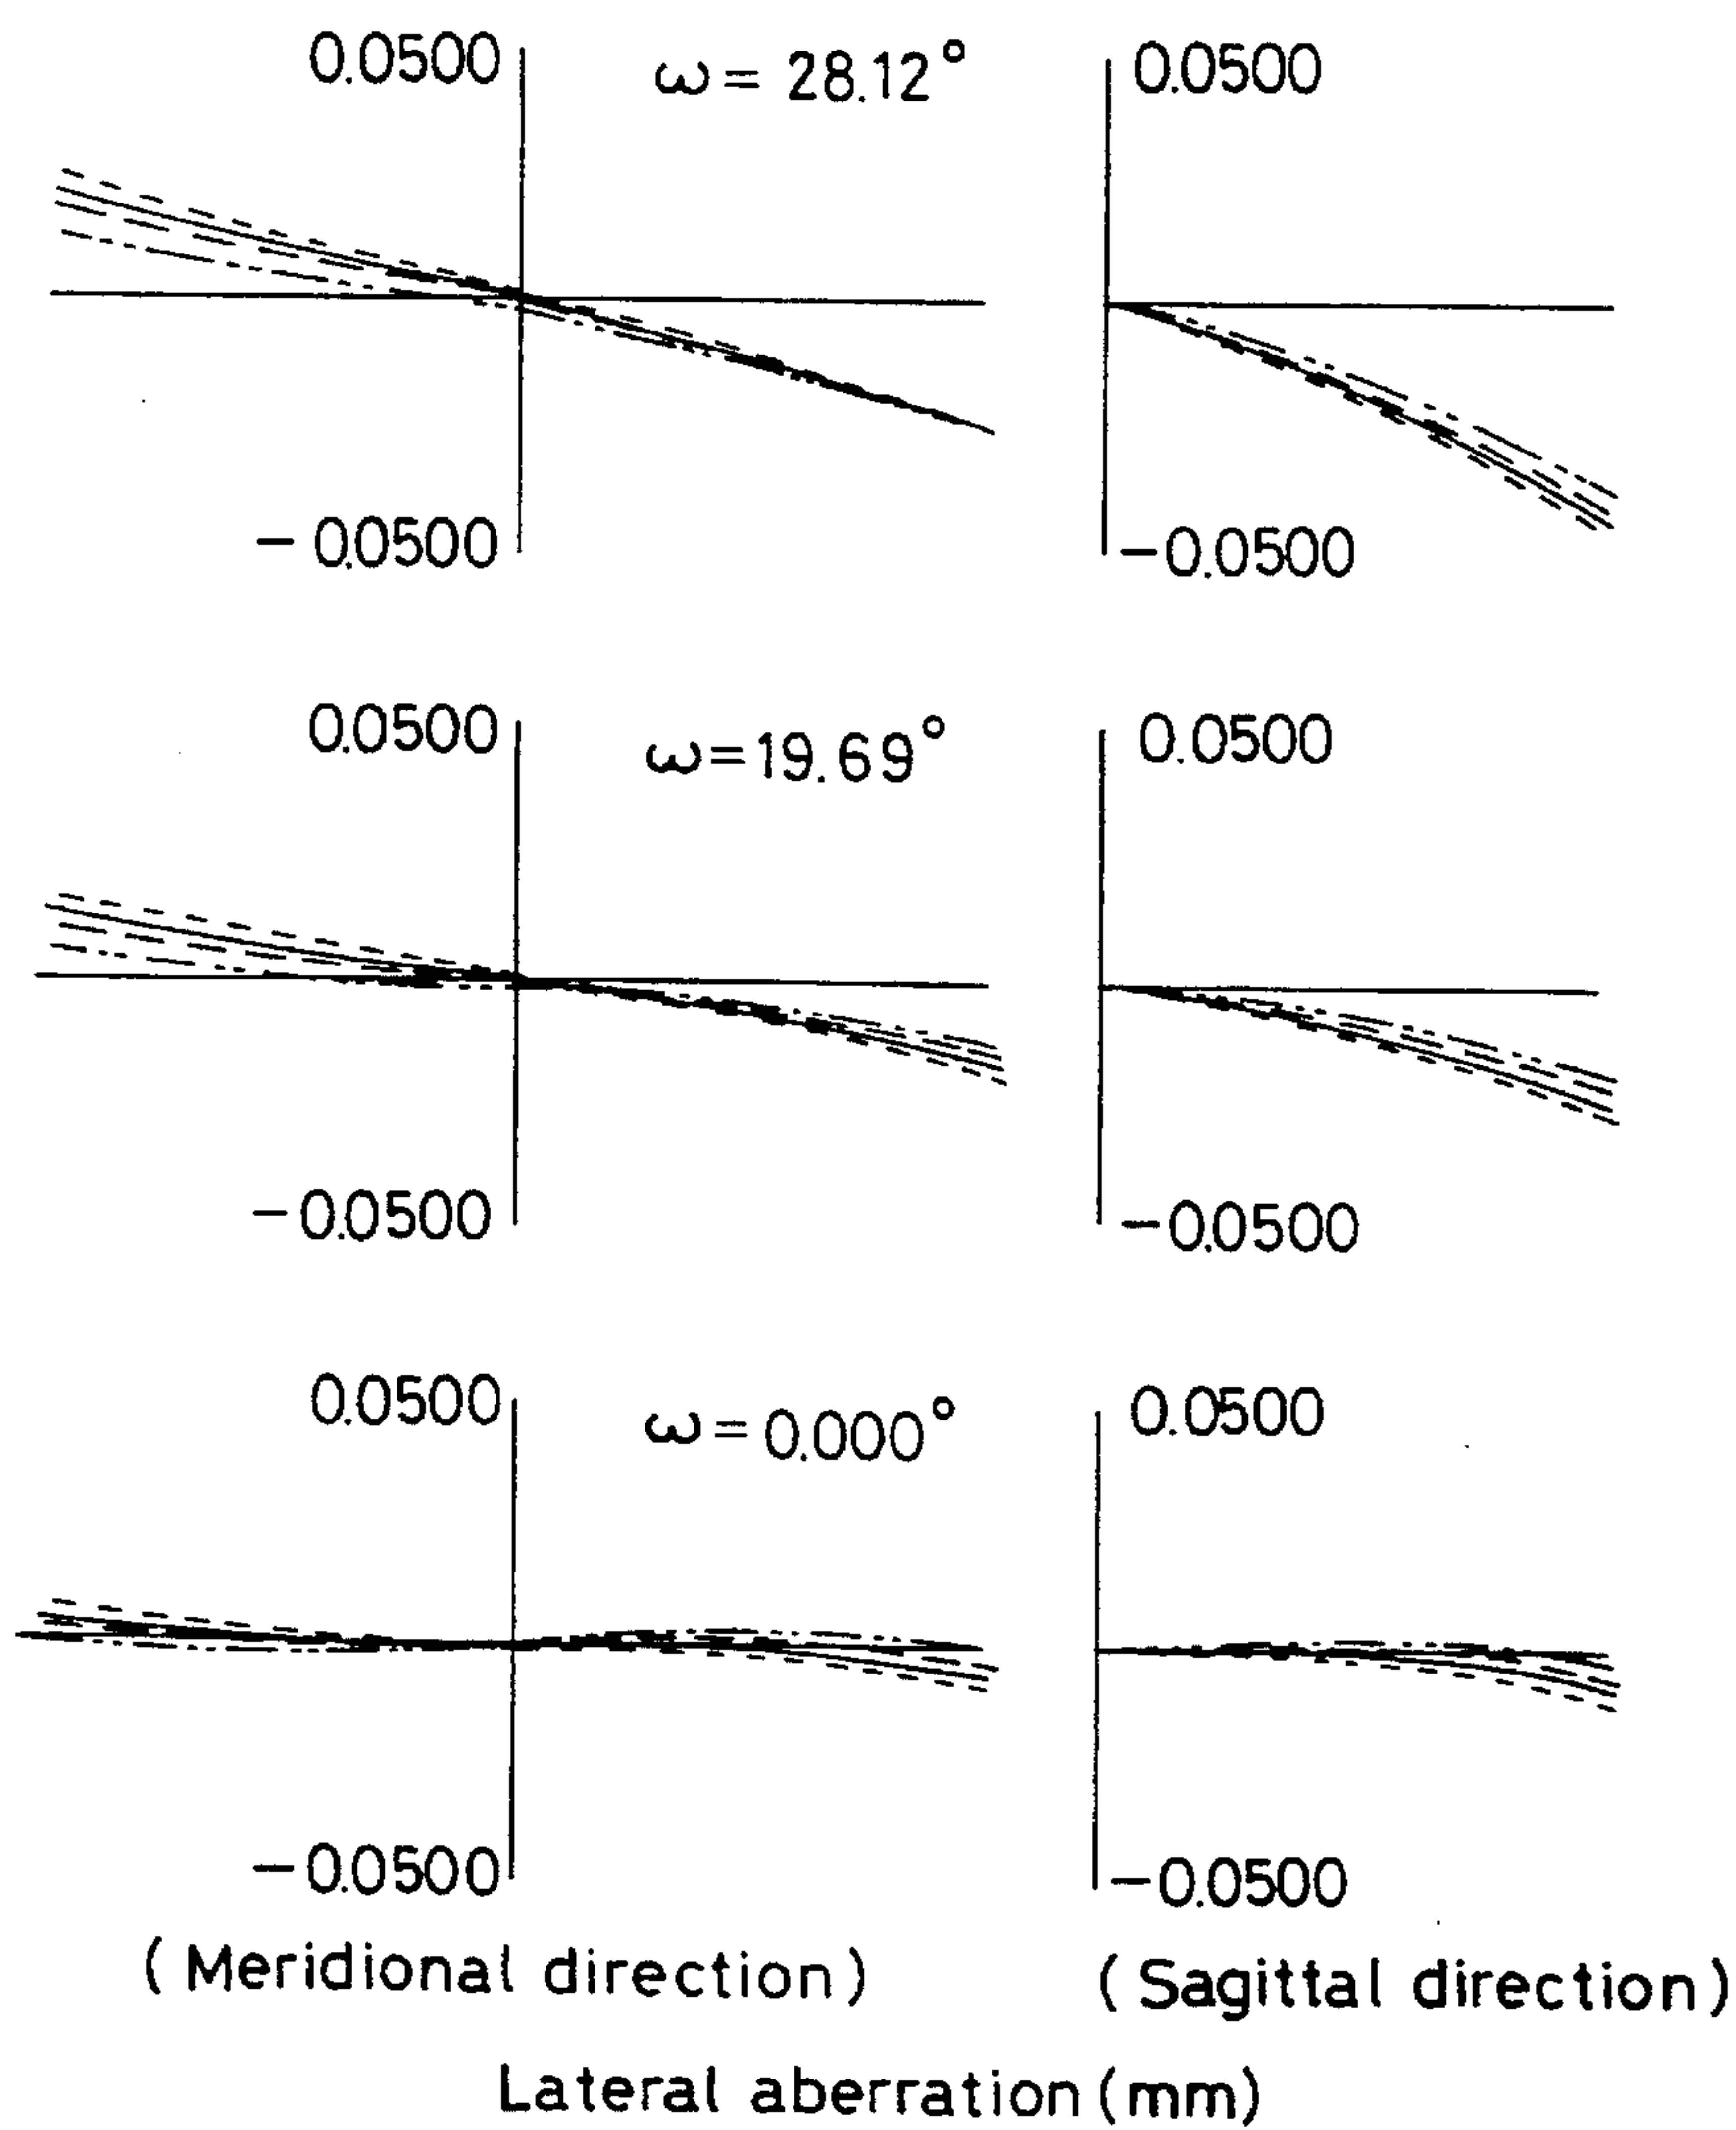 0.0500 ω = 28.12° 0.0500
−0.0500 −0.0500
0.0500 ω=19.69° 0.0500
−0.0500 −0.0500
0.0500 ω=0.000° 0.0500
−0.0500 −0.0500
(Meridional direction) (Sagittal direction)
Lateral aberration (mm)